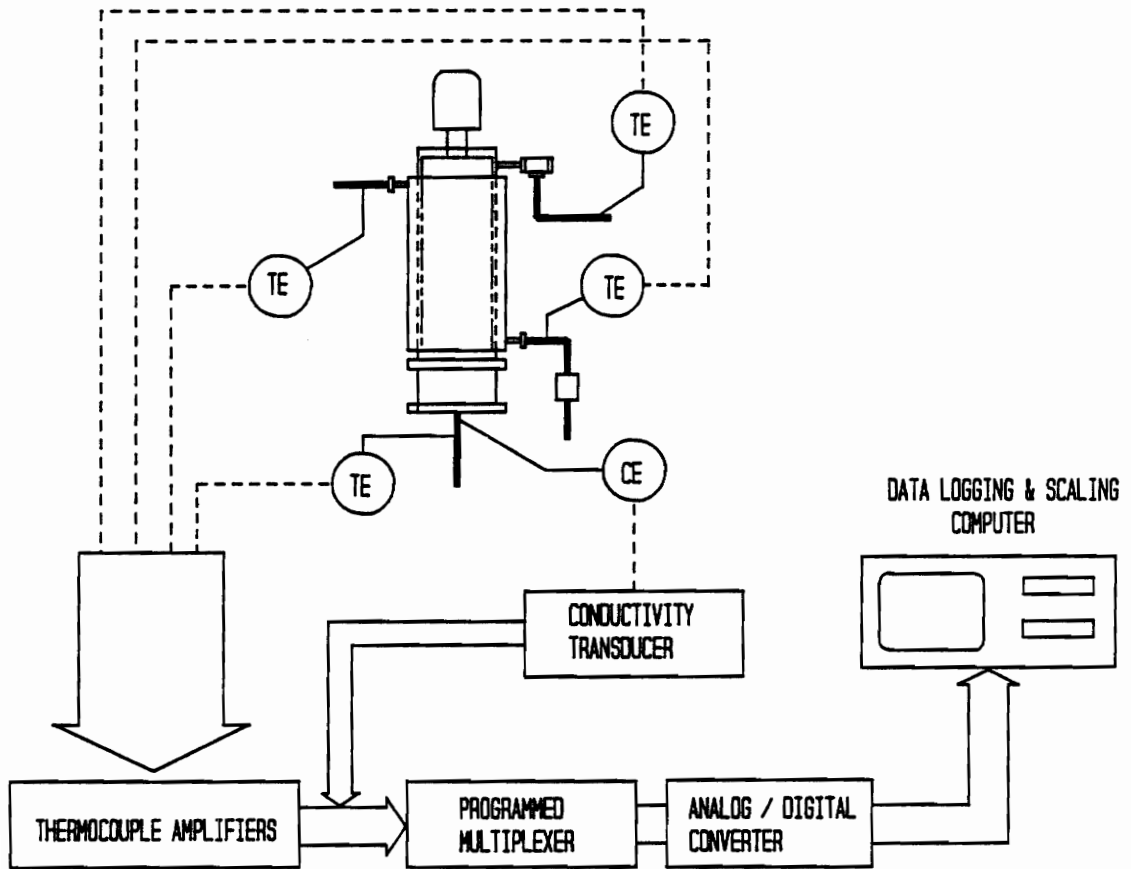 TE
TE
TE
TE
CE
DATA LOGGING & SCALING
COMPUTER
CONDUCTIVITY
TRANSDUCER
THERMOCOUPLE AMPLIFIERS
PROGRAMMED
MULTIPLEXER
ANALOG / DIGITAL
CONVERTER